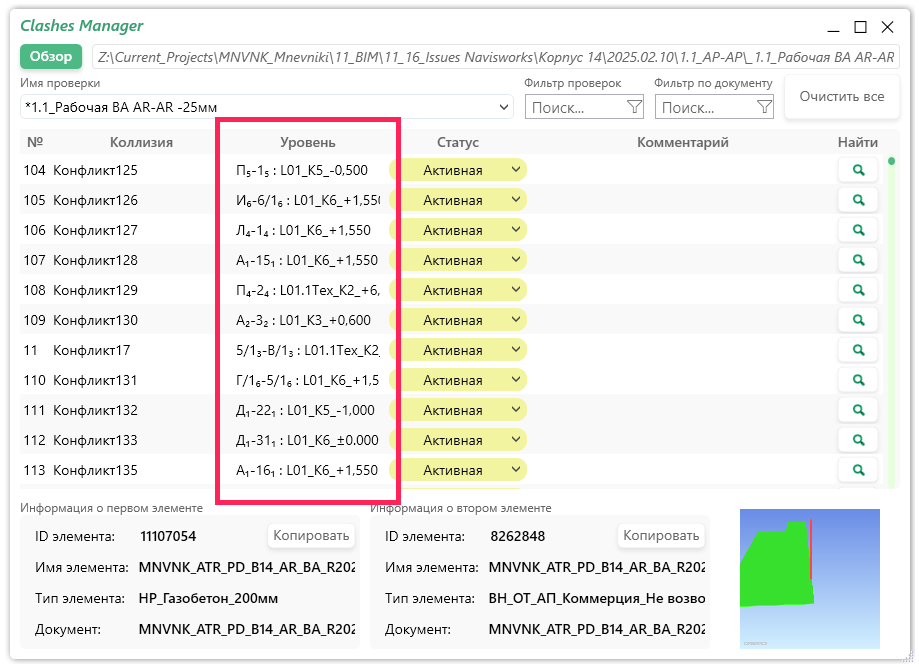 Clashes Manager
Обзор Z:\Current_Projects\MNVNK_Mnevniki\11_BIM\11_16_Issues Navisworks\Корпус 14\2025.02.10\1.1_АР-АР\_1.1_Рабочая ВА AR-AR
Имя проверки Фильтр проверок Фильтр по документу
*1.1_Рабочая ВА AR-AR -25мм Поиск... Поиск... Очистить все
№ Коллизия Уровень Статус Комментарий Найти
104 Конфликт125 П₅-1₅ : L01_K5_-0,500 Активная
105 Конфликт126 И₆-6/1₆ : L01_K6_+1,550 Активная
106 Конфликт127 Л₄-1₄ : L01_K6_+1,550 Активная
107 Конфликт128 А₁-15₁ : L01_K6_+1,550 Активная
108 Конфликт129 П₄-2₄ : L01.1Тех_K2_+6, Активная
109 Конфликт130 А₂-3₂ : L01_K3_+0,600 Активная
11 Конфликт17 5/1₃-В/1₃ : L01.1Тех_K2_ Активная
110 Конфликт131 Г/1₆-5/1₆ : L01_K6_+1,5 Активная
111 Конфликт132 Д₁-22₁ : L01_K5_-1,000 Активная
112 Конфликт133 Д₁-31₁ : L01_K6_±0.000 Активная
113 Конфликт135 А₁-16₁ : L01_K6_+1,550 Активная
Информация о первом элементе Информация о втором элементе
ID элемента: 11107054 Копировать ID элемента: 8262848 Копировать
Имя элемента: MNVNK_ATR_PD_B14_AR_BA_R202 Имя элемента: MNVNK_ATR_PD_B14_AR_BA_R202
Тип элемента: НР_Газобетон_200мм Тип элемента: ВН_ОТ_АП_Коммерция_Не возво
Документ: MNVNK_ATR_PD_B14_AR_BA_R202 Документ: MNVNK_ATR_PD_B14_AR_BA_R202